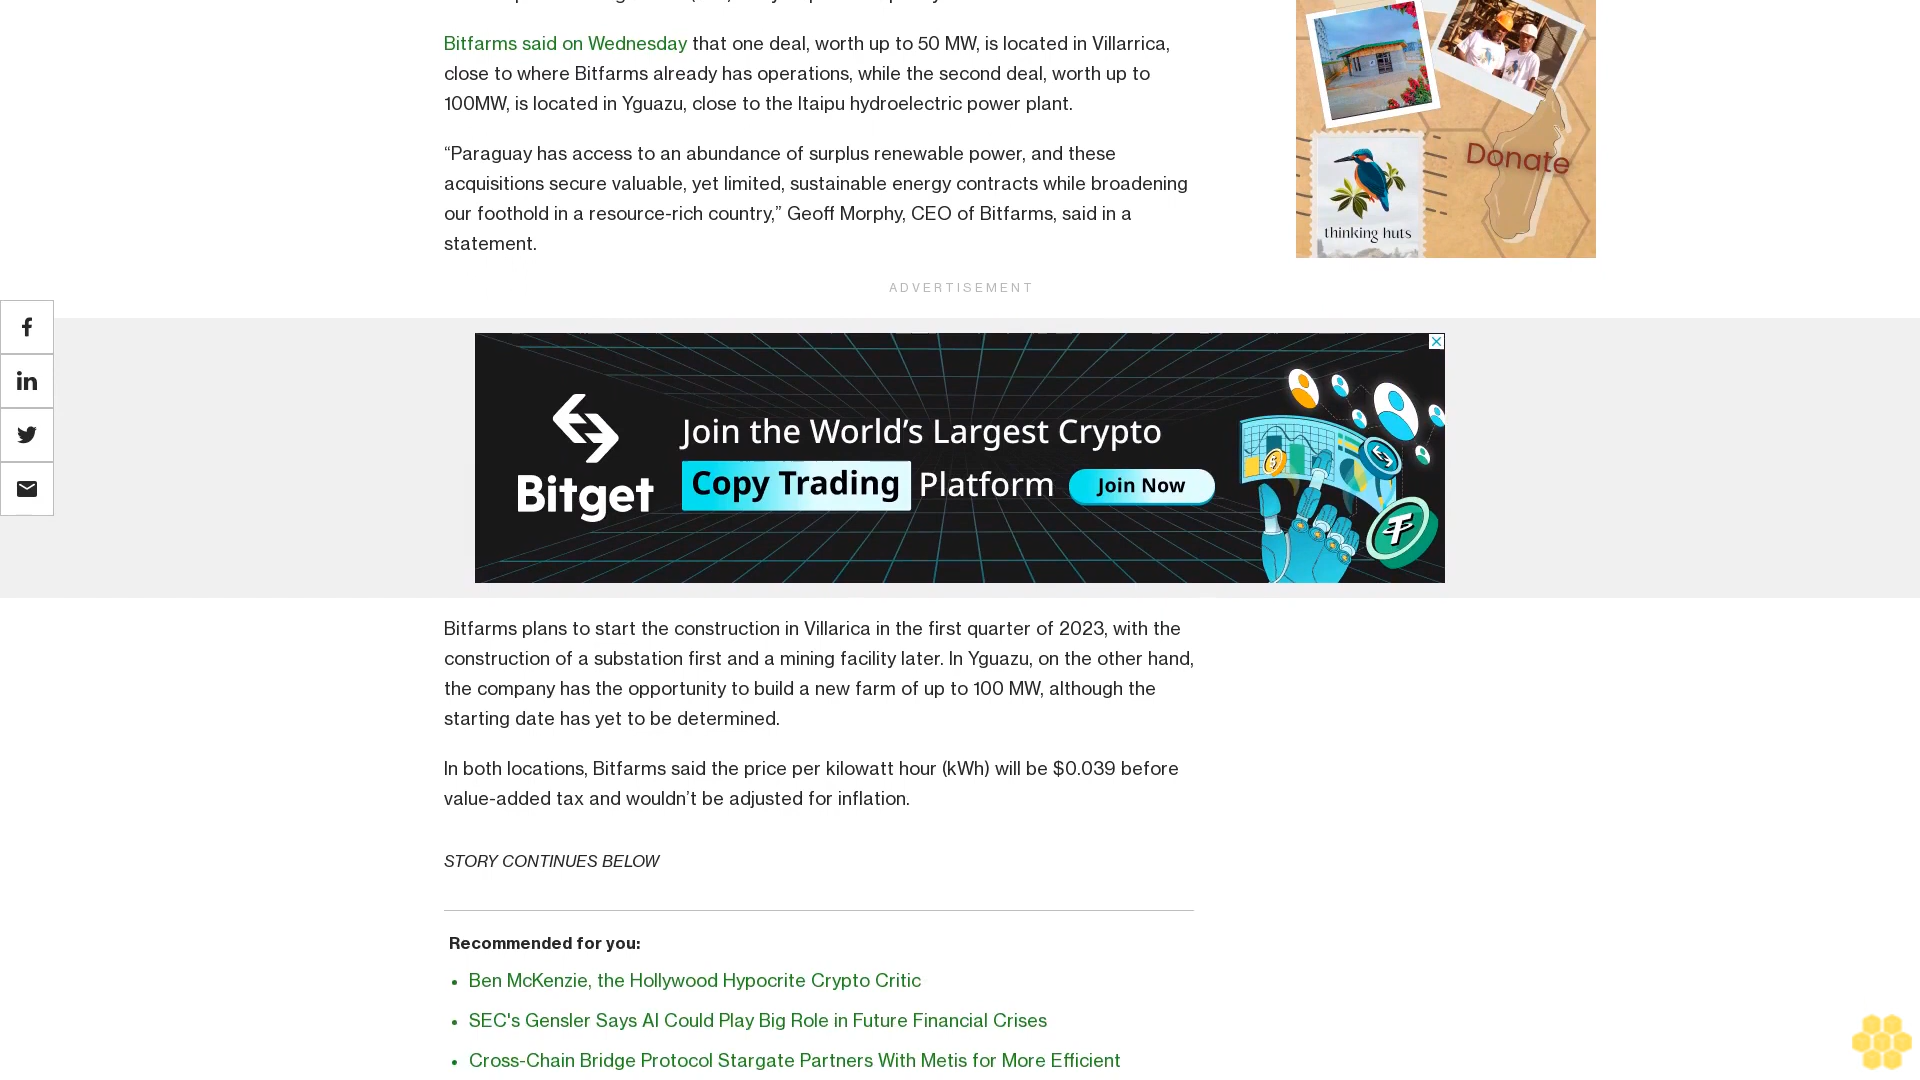 Bitfarms said on Wednesday that one deal, worth up to 50 MW, is located in Villarrica,
close to where Bitfarms already has operations, while the second deal, worth up to
100MW, is located in Yguazu, close to the Itaipu hydroelectric power plant.
“Paraguay has access to an abundance of surplus renewable power, and these
acquisitions secure valuable, yet limited, sustainable energy contracts while broadening
our foothold in a resource-rich country,” Geoff Morphy, CEO of Bitfarms, said in a
statement.
Donate
thinking huts
ADVERTISEMENT
Bitget
Join the World’s Largest Crypto
Copy Trading Platform Join Now
Bitfarms plans to start the construction in Villarica in the first quarter of 2023, with the
construction of a substation first and a mining facility later. In Yguazu, on the other hand,
the company has the opportunity to build a new farm of up to 100 MW, although the
starting date has yet to be determined.
In both locations, Bitfarms said the price per kilowatt hour (kWh) will be $0.039 before
value-added tax and wouldn’t be adjusted for inflation.
STORY CONTINUES BELOW
Recommended for you:
• Ben McKenzie, the Hollywood Hypocrite Crypto Critic
• SEC's Gensler Says AI Could Play Big Role in Future Financial Crises
• Cross-Chain Bridge Protocol Stargate Partners With Metis for More Efficient